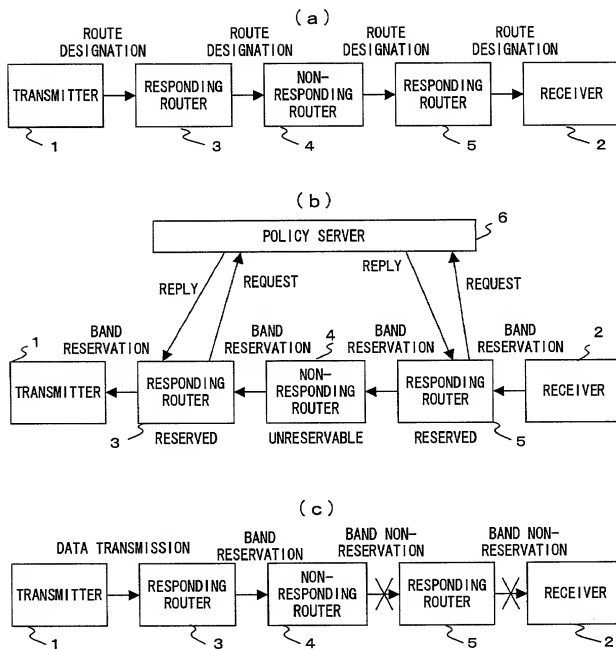 (a)
ROUTE DESIGNATION
ROUTE DESIGNATION
ROUTE DESIGNATION
ROUTE DESIGNATION
TRANSMITTER
RESPONDING ROUTER
NON-RESPONDING ROUTER
RESPONDING ROUTER
RECEIVER
1
3
4
5
2
(b)
6
POLICY SERVER
REPLY
REQUEST
REPLY
REQUEST
1
BAND RESERVATION
BAND RESERVATION
4
BAND RESERVATION
BAND RESERVATION
2
TRANSMITTER
RESPONDING ROUTER
NON-RESPONDING ROUTER
RESPONDING ROUTER
RECEIVER
3
RESERVED
UNRESERVABLE
RESERVED
5
(c)
DATA TRANSMISSION
BAND RESERVATION
BAND NON-RESERVATION
BAND NON-RESERVATION
TRANSMITTER
RESPONDING ROUTER
NON-RESPONDING ROUTER
RESPONDING ROUTER
RECEIVER
1
3
4
5
2